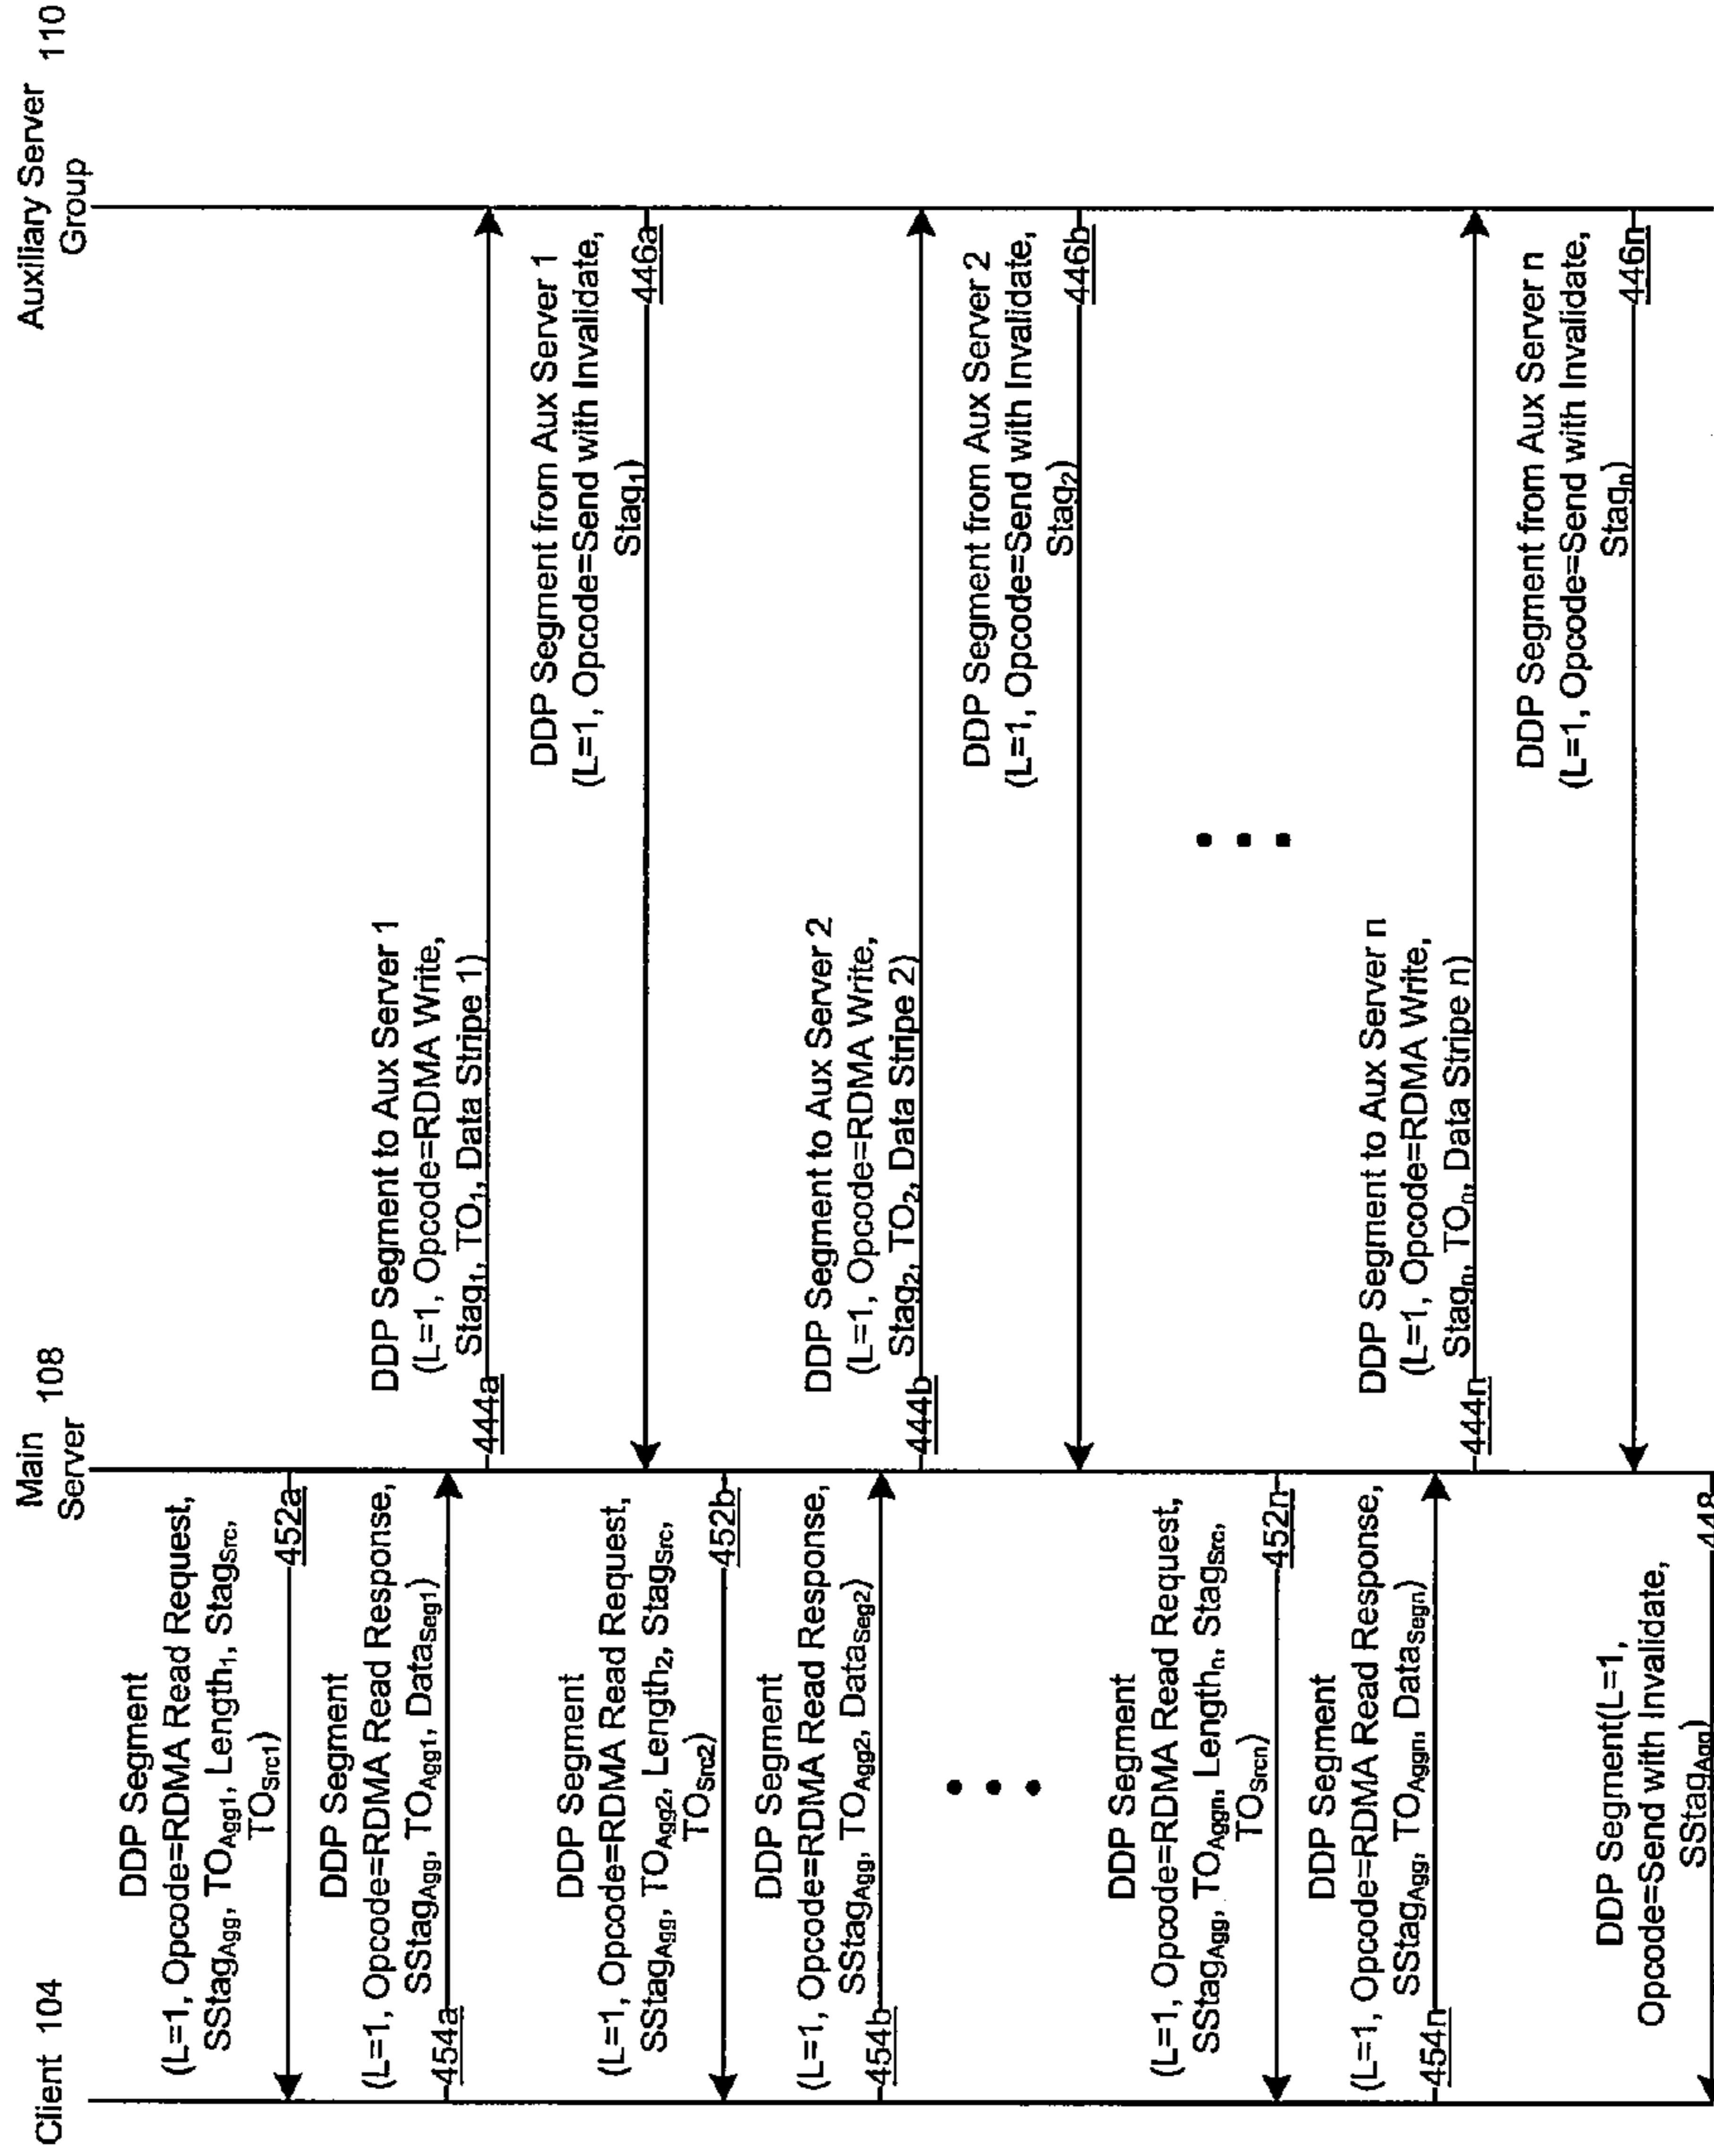 Client 104
Main
Server 108
Auxiliary Server
Group 110
DDP Segment
(L=1, Opcode=RDMA Read Request,
SStagAgg, TOAgg1, Length1, StagSrc,
TOSrc1)
452a
DDP Segment
(L=1, Opcode=RDMA Read Response,
SStagAgg, TOAgg1, DataSeg1)
454a
DDP Segment to Aux Server 1
(L=1, Opcode=RDMA Write,
Stag1, TO1, Data Stripe 1)
444a
DDP Segment from Aux Server 1
(L=1, Opcode=Send with Invalidate,
Stag1)
446a
DDP Segment
(L=1, Opcode=RDMA Read Request,
SStagAgg, TOAgg2, Length2, StagSrc,
TOSrc2)
452b
DDP Segment
(L=1, Opcode=RDMA Read Response,
SStagAgg, TOAgg2, DataSeg2)
454b
DDP Segment to Aux Server 2
(L=1, Opcode=RDMA Write,
Stag2, TO2, Data Stripe 2)
444b
DDP Segment from Aux Server 2
(L=1, Opcode=Send with Invalidate,
Stag2)
446b
DDP Segment
(L=1, Opcode=RDMA Read Request,
SStagAgg, TOAggn, Lengthn, StagSrc,
TOSrcn)
452n
DDP Segment
(L=1, Opcode=RDMA Read Response,
SStagAgg, TOAggn, DataSegn)
454n
DDP Segment to Aux Server n
(L=1, Opcode=RDMA Write,
Stagn, TOn, Data Stripe n)
444n
DDP Segment from Aux Server n
(L=1, Opcode=Send with Invalidate,
Stagn)
446n
DDP Segment(L=1,
Opcode=Send with Invalidate,
SStagAgg)
448